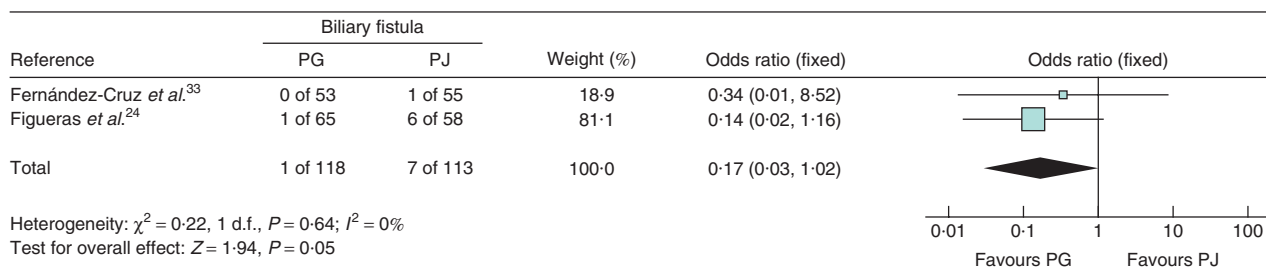 Biliary fistula
Reference PG PJ Weight (%) Odds ratio (fixed) Odds ratio (fixed)
Fernández-Cruz et al.33 0 of 53 1 of 55 18·9 0·34 (0·01, 8·52)
Figueras et al.24 1 of 65 6 of 58 81·1 0·14 (0·02, 1·16)
Total 1 of 118 7 of 113 100·0 0·17 (0·03, 1·02)
Heterogeneity: χ2 = 0·22, 1 d.f., P = 0·64; I2 = 0%
Test for overall effect: Z = 1·94, P = 0·05
0·01 0·1 1 10 100
Favours PG Favours PJ